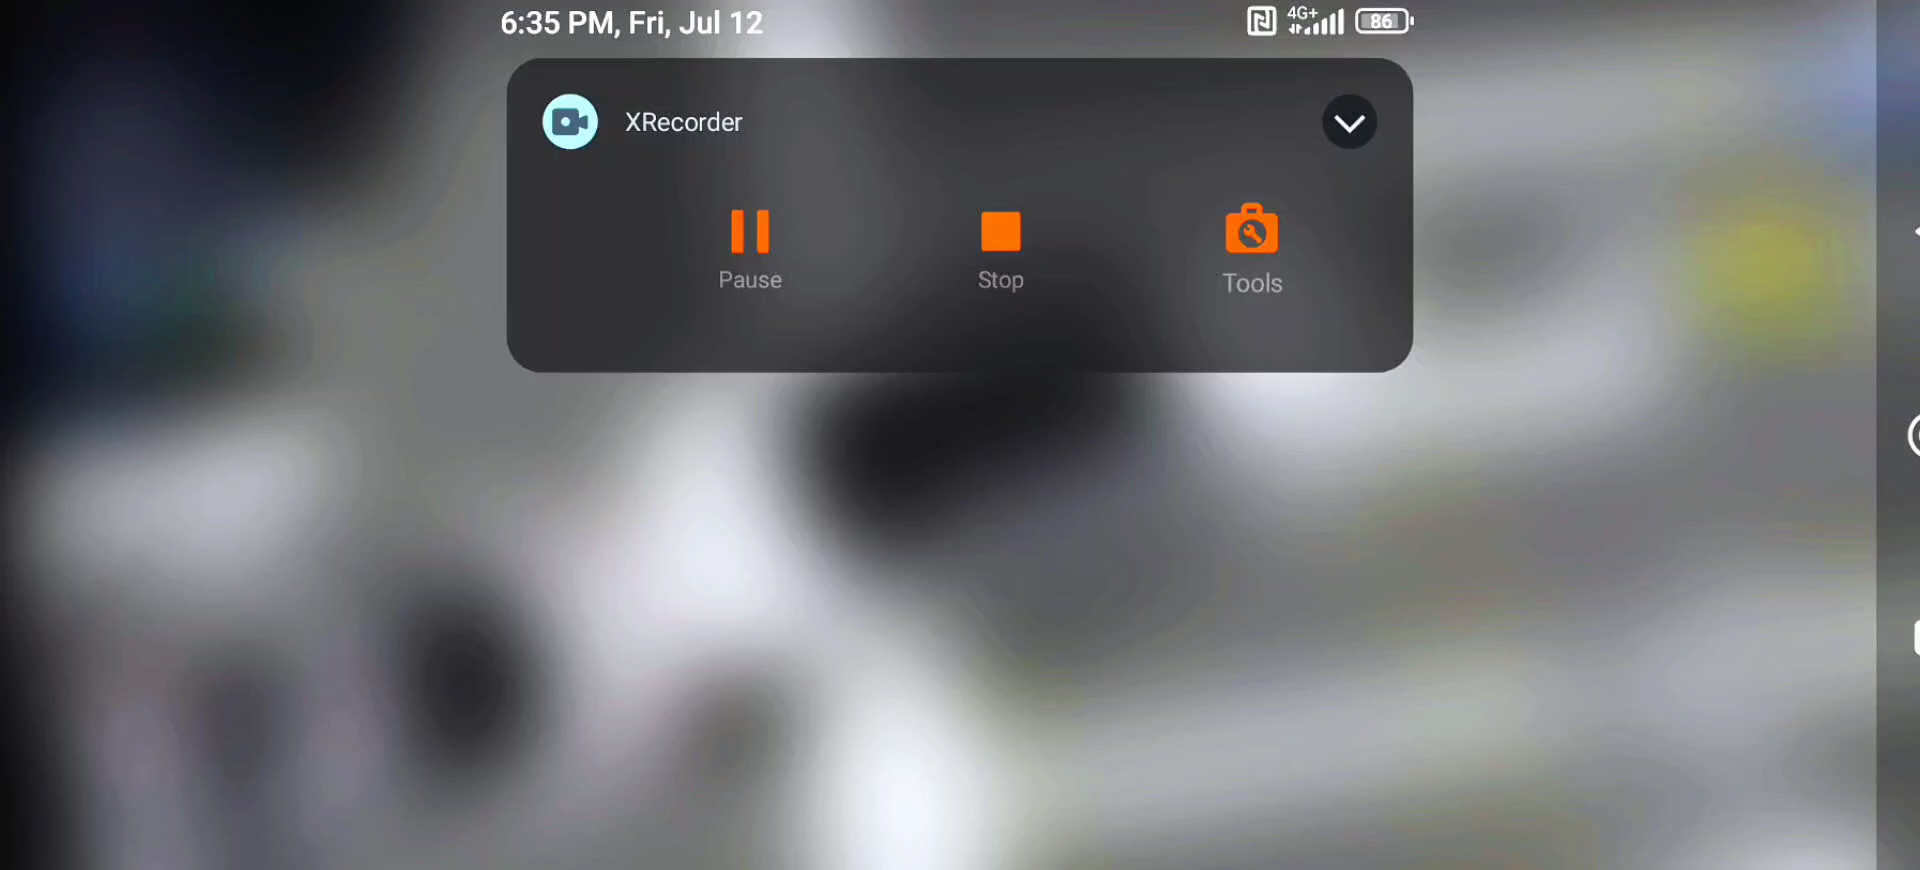 6:35 PM, Fri, Jul 12
4G+
86
XRecorder
Pause
Stop
Tools